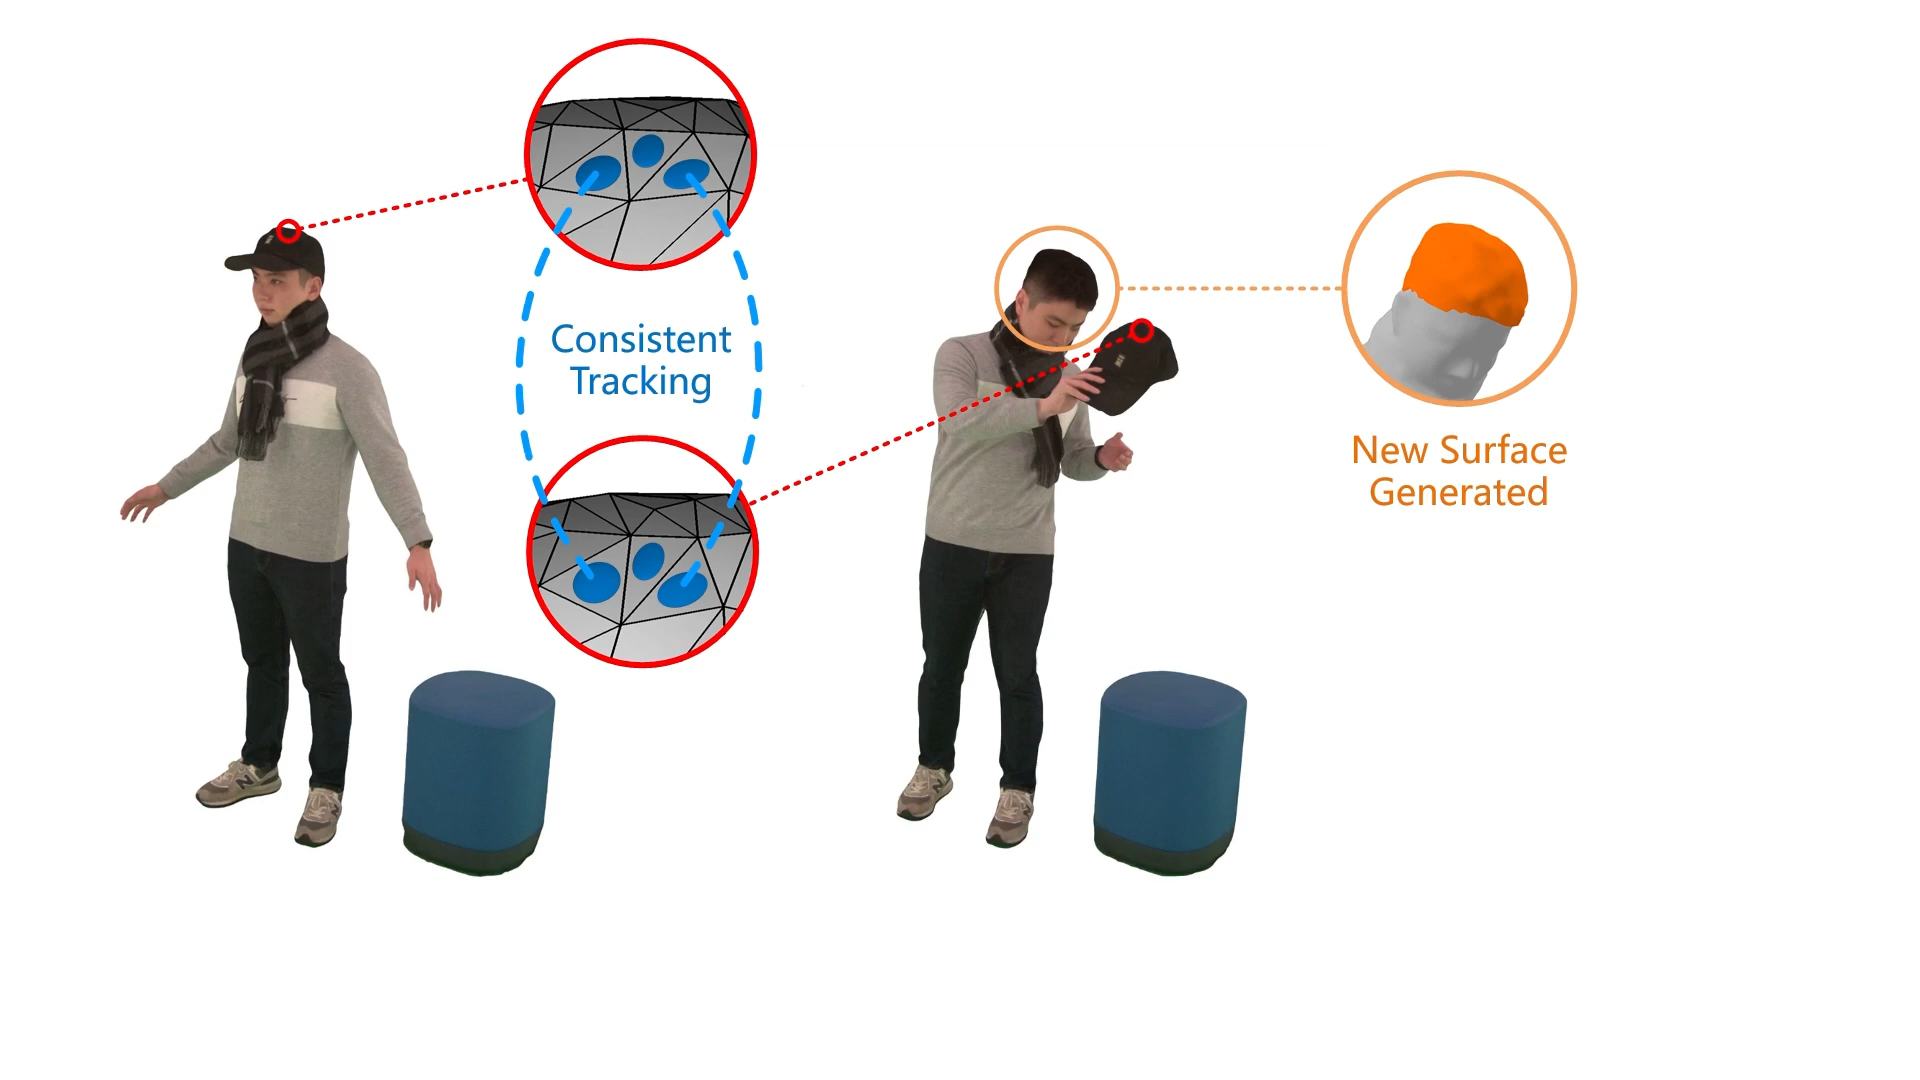 Consistent
Tracking
New Surface
Generated